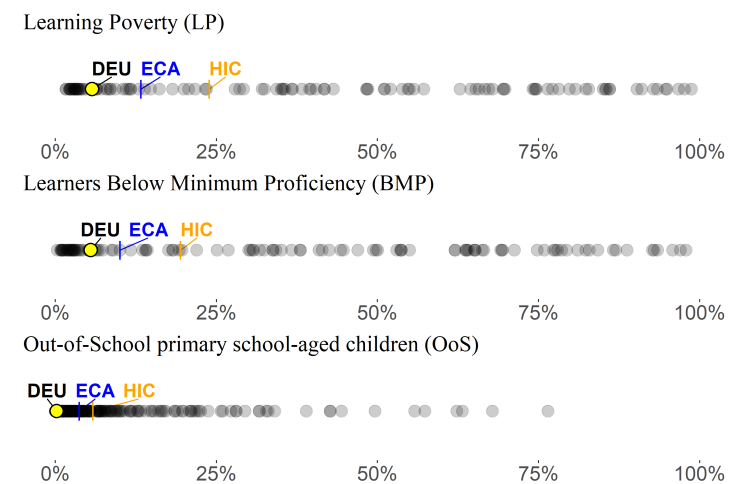 Learning Poverty (LP)
DEU ECA HIC
0% 25% 50% 75% 100%
Learners Below Minimum Proficiency (BMP)
DEU ECA HIC
0% 25% 50% 75% 100%
Out-of-School primary school-aged children (OoS)
DEU ECA HIC
0% 25% 50% 75% 100%